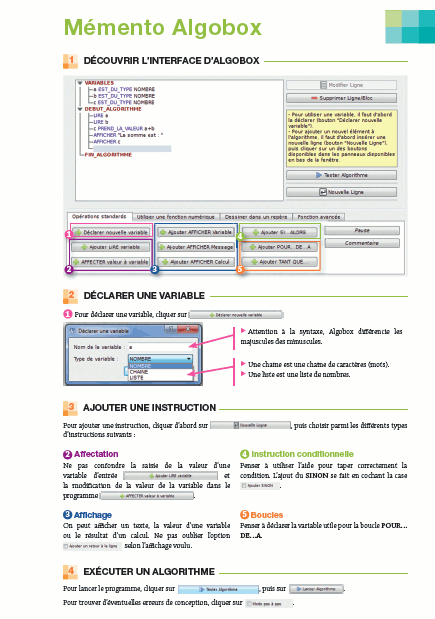 Mémento Algobox
1 DÉCOUVRIR L'INTERFACE D'ALGOBOX
VARIABLES
a EST_DU_TYPE NOMBRE
b EST_DU_TYPE NOMBRE
c EST_DU_TYPE NOMBRE
DEBUT_ALGORITHME
LIRE a
LIRE b
c PREND_LA_VALEUR a+b
AFFICHER "La somme est : "
AFFICHER c
FIN_ALGORITHME
Modifier Ligne
Supprimer Ligne/Bloc
- Pour utiliser une variable, il faut d'abord
la déclarer (bouton "Déclarer nouvelle
variable").
- Pour ajouter un nouvel élément à
l'algorithme, il faut d'abord insérer une
nouvelle ligne (bouton "Nouvelle Ligne"),
puis cliquer sur un des boutons
disponibles dans les panneaux disponibles
en bas de la fenêtre.
Tester Algorithme
Nouvelle Ligne
Opérations standards Utiliser une fonction numérique Dessiner dans un repère Fonction avancée
1 Déclarer nouvelle variable Ajouter AFFICHER Variable 4 Ajouter SI...ALORS Pause
Ajouter LIRE variable Ajouter AFFICHER Message Ajouter POUR...DE...A Commentaire
2 AFFECTER valeur à variable 3 Ajouter AFFICHER Calcul 5 Ajouter TANT QUE...
2 DÉCLARER UNE VARIABLE
1 Pour déclarer une variable, cliquer sur Déclarer nouvelle variable
Déclarer une variable
Nom de la variable : a
Type de variable : NOMBRE
NOMBRE
CHAINE
LISTE
Attention à la syntaxe, Algobox différencie les
majuscules des minuscules.
Une chaine est une chaine de caractères (mots).
Une liste est une liste de nombres.
3 AJOUTER UNE INSTRUCTION
Pour ajouter une instruction, cliquer d'abord sur Nouvelle Ligne , puis choisir parmi les différents types
d'instructions suivants :
2 Affectation
Ne pas confondre la saisie de la valeur d'une
variable d'entrée Ajouter LIRE variable et
la modification de la valeur de la variable dans le
programme AFFECTER valeur à variable .
3 Affichage
On peut afficher un texte, la valeur d'une variable
ou le résultat d'un calcul. Ne pas oublier l'option
Ajouter un retour à la ligne selon l'affichage voulu.
4 Instruction conditionnelle
Penser à utiliser l'aide pour taper correctement la
condition. L'ajout du SINON se fait en cochant la case
Ajouter SINON .
5 Boucles
Penser à déclarer la variable utile pour la boucle POUR...
DE...A.
4 EXÉCUTER UN ALGORITHME
Pour lancer le programme, cliquer sur Tester Algorithme , puis sur Lancer Algorithme .
Pour trouver d'éventuelles erreurs de conception, cliquer sur Mode pas à pas .